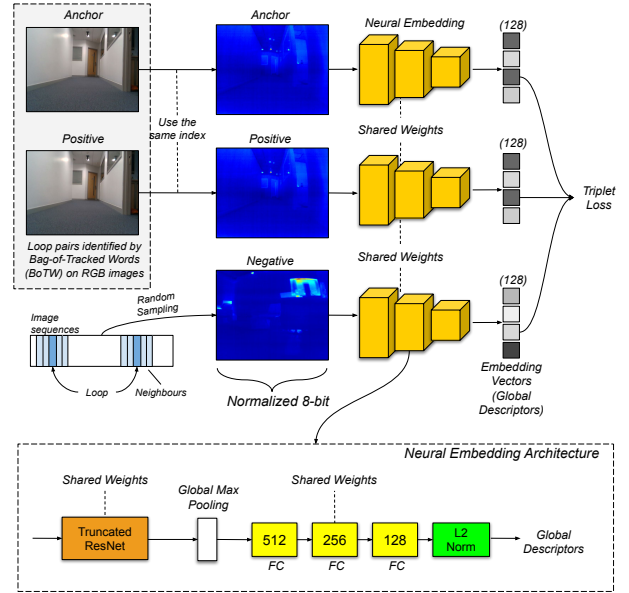 Anchor
Anchor
Neural Embedding
(128)
Use the
same index
Shared Weights
(128)
Positive
Positive
Triplet
Loss
Loop pairs identified by
Bag-of-Tracked Words
(BoTW) on RGB images
Shared Weights
Negative
(128)
Random
Sampling
Image
sequences
Loop
Neighbours
Normalized 8-bit
Embedding
Vectors
(Global
Descriptors)
Neural Embedding Architecture
Shared Weights
Global Max
Pooling
Shared Weights
Truncated
ResNet
512
256
128
L2
Norm
Global
Descriptors
FC
FC
FC